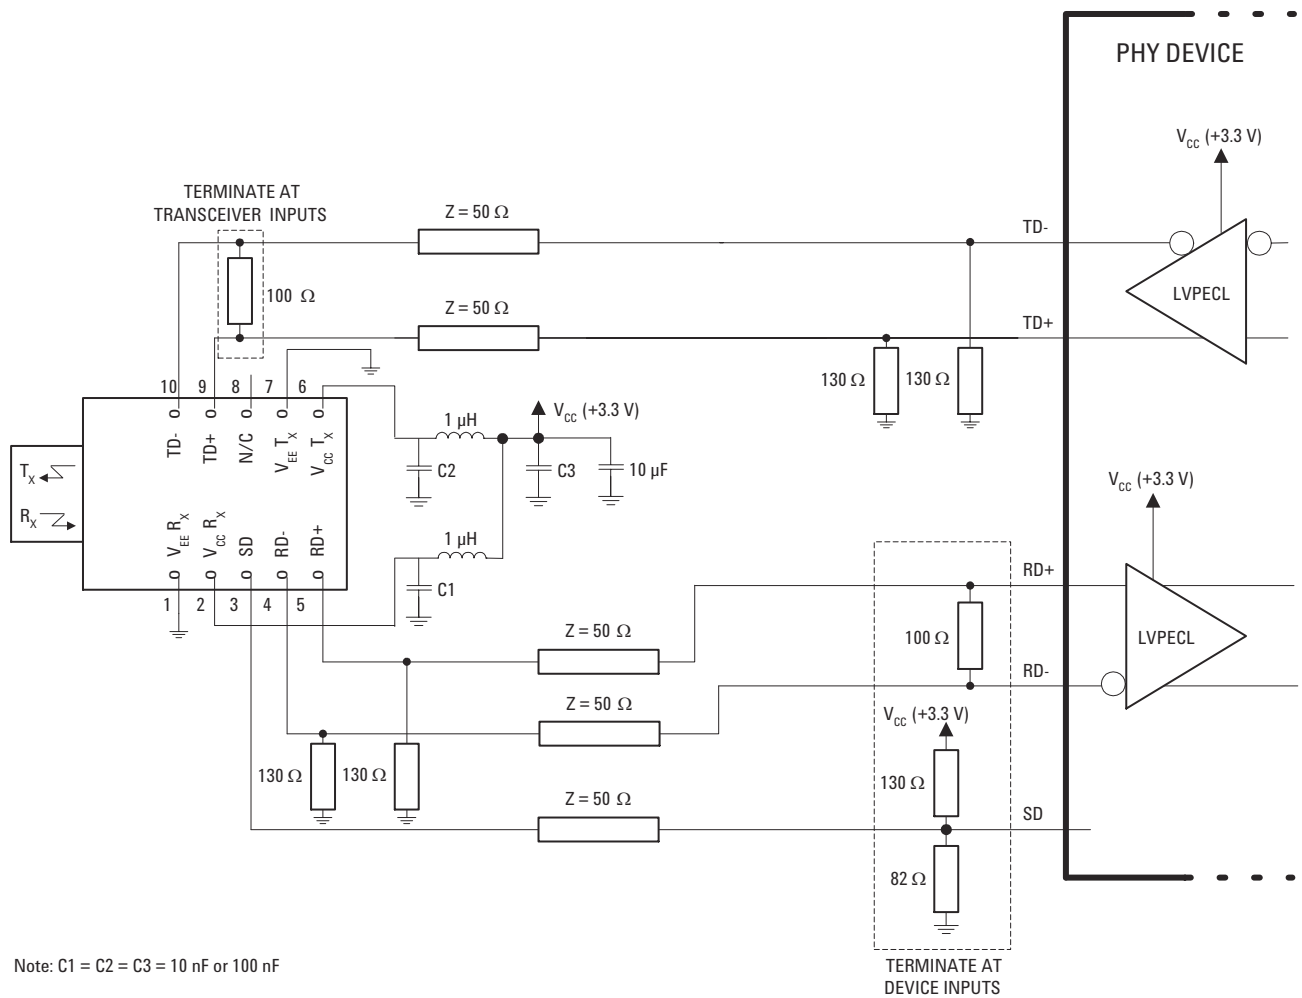 PHY DEVICE
V_CC (+3.3 V)
TERMINATE AT
TRANSCEIVER INPUTS
Z = 50 Ω
TD-
LVPECL
100 Ω
Z = 50 Ω
TD+
130 Ω
130 Ω
10
9
8
7
6
TD-
TD+
N/C
V_EE T_X
V_CC T_X
1 µH
V_CC (+3.3 V)
C2
C3
10 µF
T_X
R_X
V_EE R_X
V_CC R_X
SD
RD-
RD+
1 µH
C1
1
2
3
4
5
V_CC (+3.3 V)
RD+
LVPECL
100 Ω
RD-
Z = 50 Ω
Z = 50 Ω
V_CC (+3.3 V)
130 Ω
130 Ω
130 Ω
Z = 50 Ω
SD
82 Ω
Note: C1 = C2 = C3 = 10 nF or 100 nF
TERMINATE AT
DEVICE INPUTS